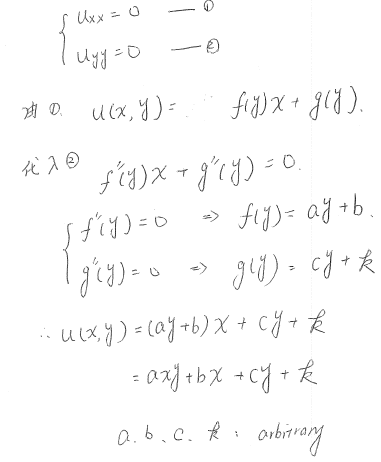 { uxx = 0 — ①
uyy = 0 — ②
由①. u(x,y) = f(y)x + g(y).
代入② f''(y)x + g''(y) = 0.
{ f''(y) = 0 ⇒ f(y) = ay + b.
g''(y) = 0 ⇒ g(y) = cy + k
∴ u(x,y) = (ay+b)x + cy + k
= axy + bx + cy + k
a. b. c. k : arbitrary